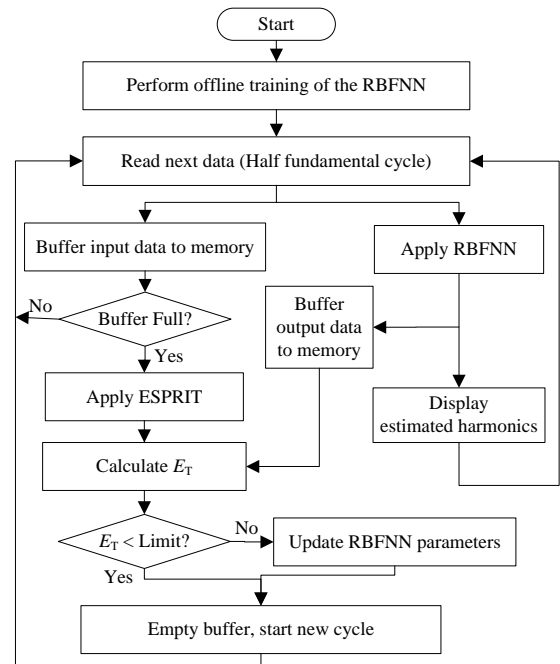 Start
Perform offline training of the RBFNN
Read next data (Half fundamental cycle)
Buffer input data to memory
Apply RBFNN
No
Buffer Full?
Buffer
output data
to memory
Yes
Apply ESPRIT
Display
estimated harmonics
Calculate E_T
E_T < Limit?
No
Update RBFNN parameters
Yes
Empty buffer, start new cycle